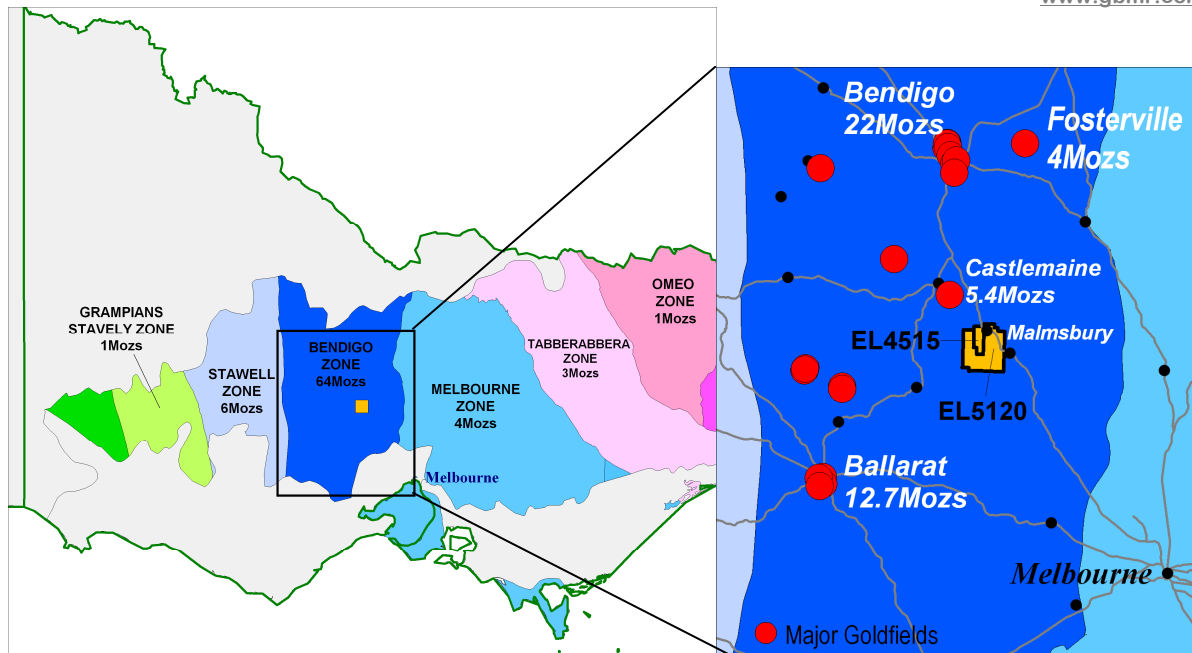 GRAMPIANS
STAVELY ZONE
1Mozs
STAWELL
ZONE
6Mozs
BENDIGO
ZONE
64Mozs
MELBOURNE
ZONE
4Mozs
TABBERABBERA
ZONE
3Mozs
OMEO
ZONE
1Mozs
Melbourne
Bendigo
22Mozs
Fosterville
4Mozs
Castlemaine
5.4Mozs
EL4515
Malmsbury
EL5120
Ballarat
12.7Mozs
Melbourne
Major Goldfields